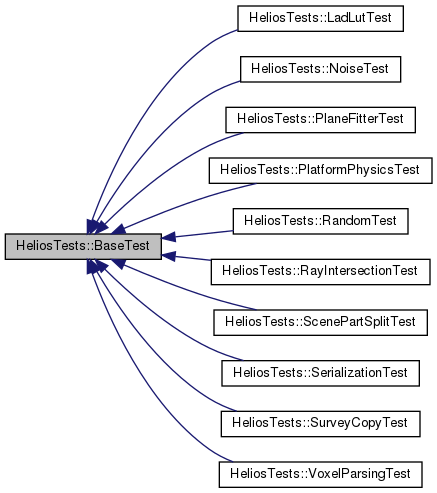 HeliosTests::LadLutTest
HeliosTests::NoiseTest
HeliosTests::PlaneFitterTest
HeliosTests::PlatformPhysicsTest
HeliosTests::RandomTest
HeliosTests::BaseTest
HeliosTests::RayIntersectionTest
HeliosTests::ScenePartSplitTest
HeliosTests::SerializationTest
HeliosTests::SurveyCopyTest
HeliosTests::VoxelParsingTest